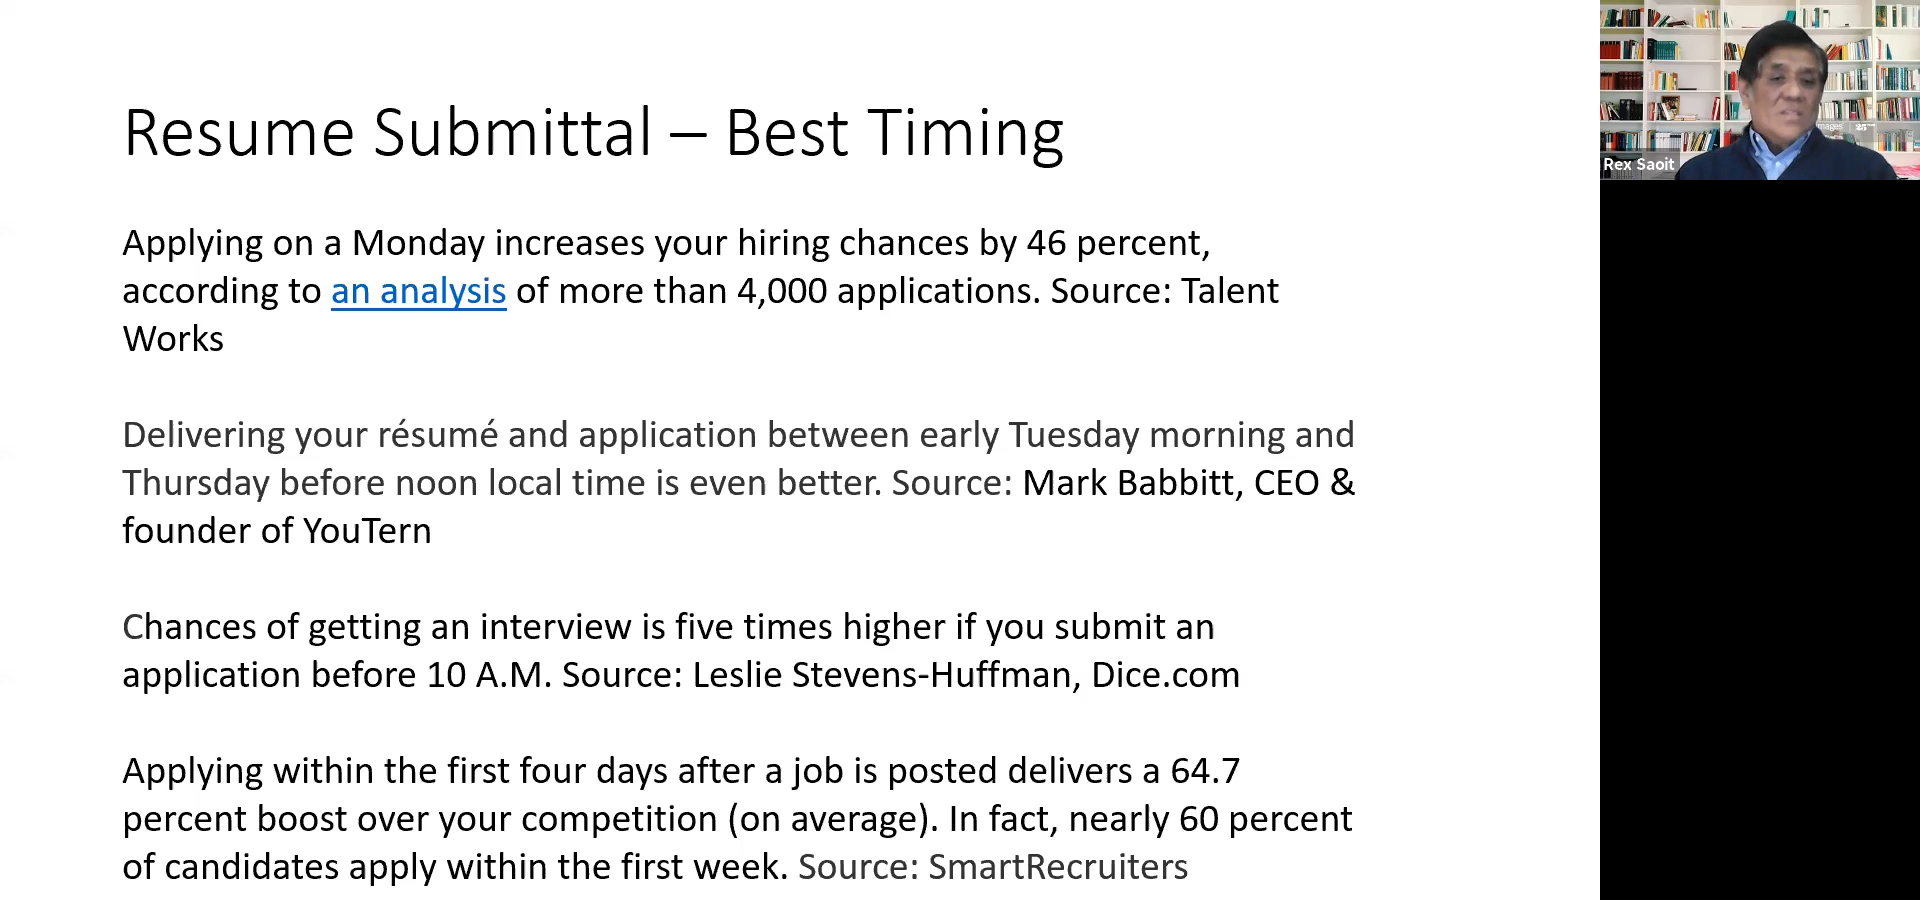 Resume Submittal – Best Timing
Applying on a Monday increases your hiring chances by 46 percent,
according to an analysis of more than 4,000 applications. Source: Talent
Works
Delivering your résumé and application between early Tuesday morning and
Thursday before noon local time is even better. Source: Mark Babbitt, CEO &
founder of YouTern
Chances of getting an interview is five times higher if you submit an
application before 10 A.M. Source: Leslie Stevens-Huffman, Dice.com
Applying within the first four days after a job is posted delivers a 64.7
percent boost over your competition (on average). In fact, nearly 60 percent
of candidates apply within the first week. Source: SmartRecruiters
Rex Saoit